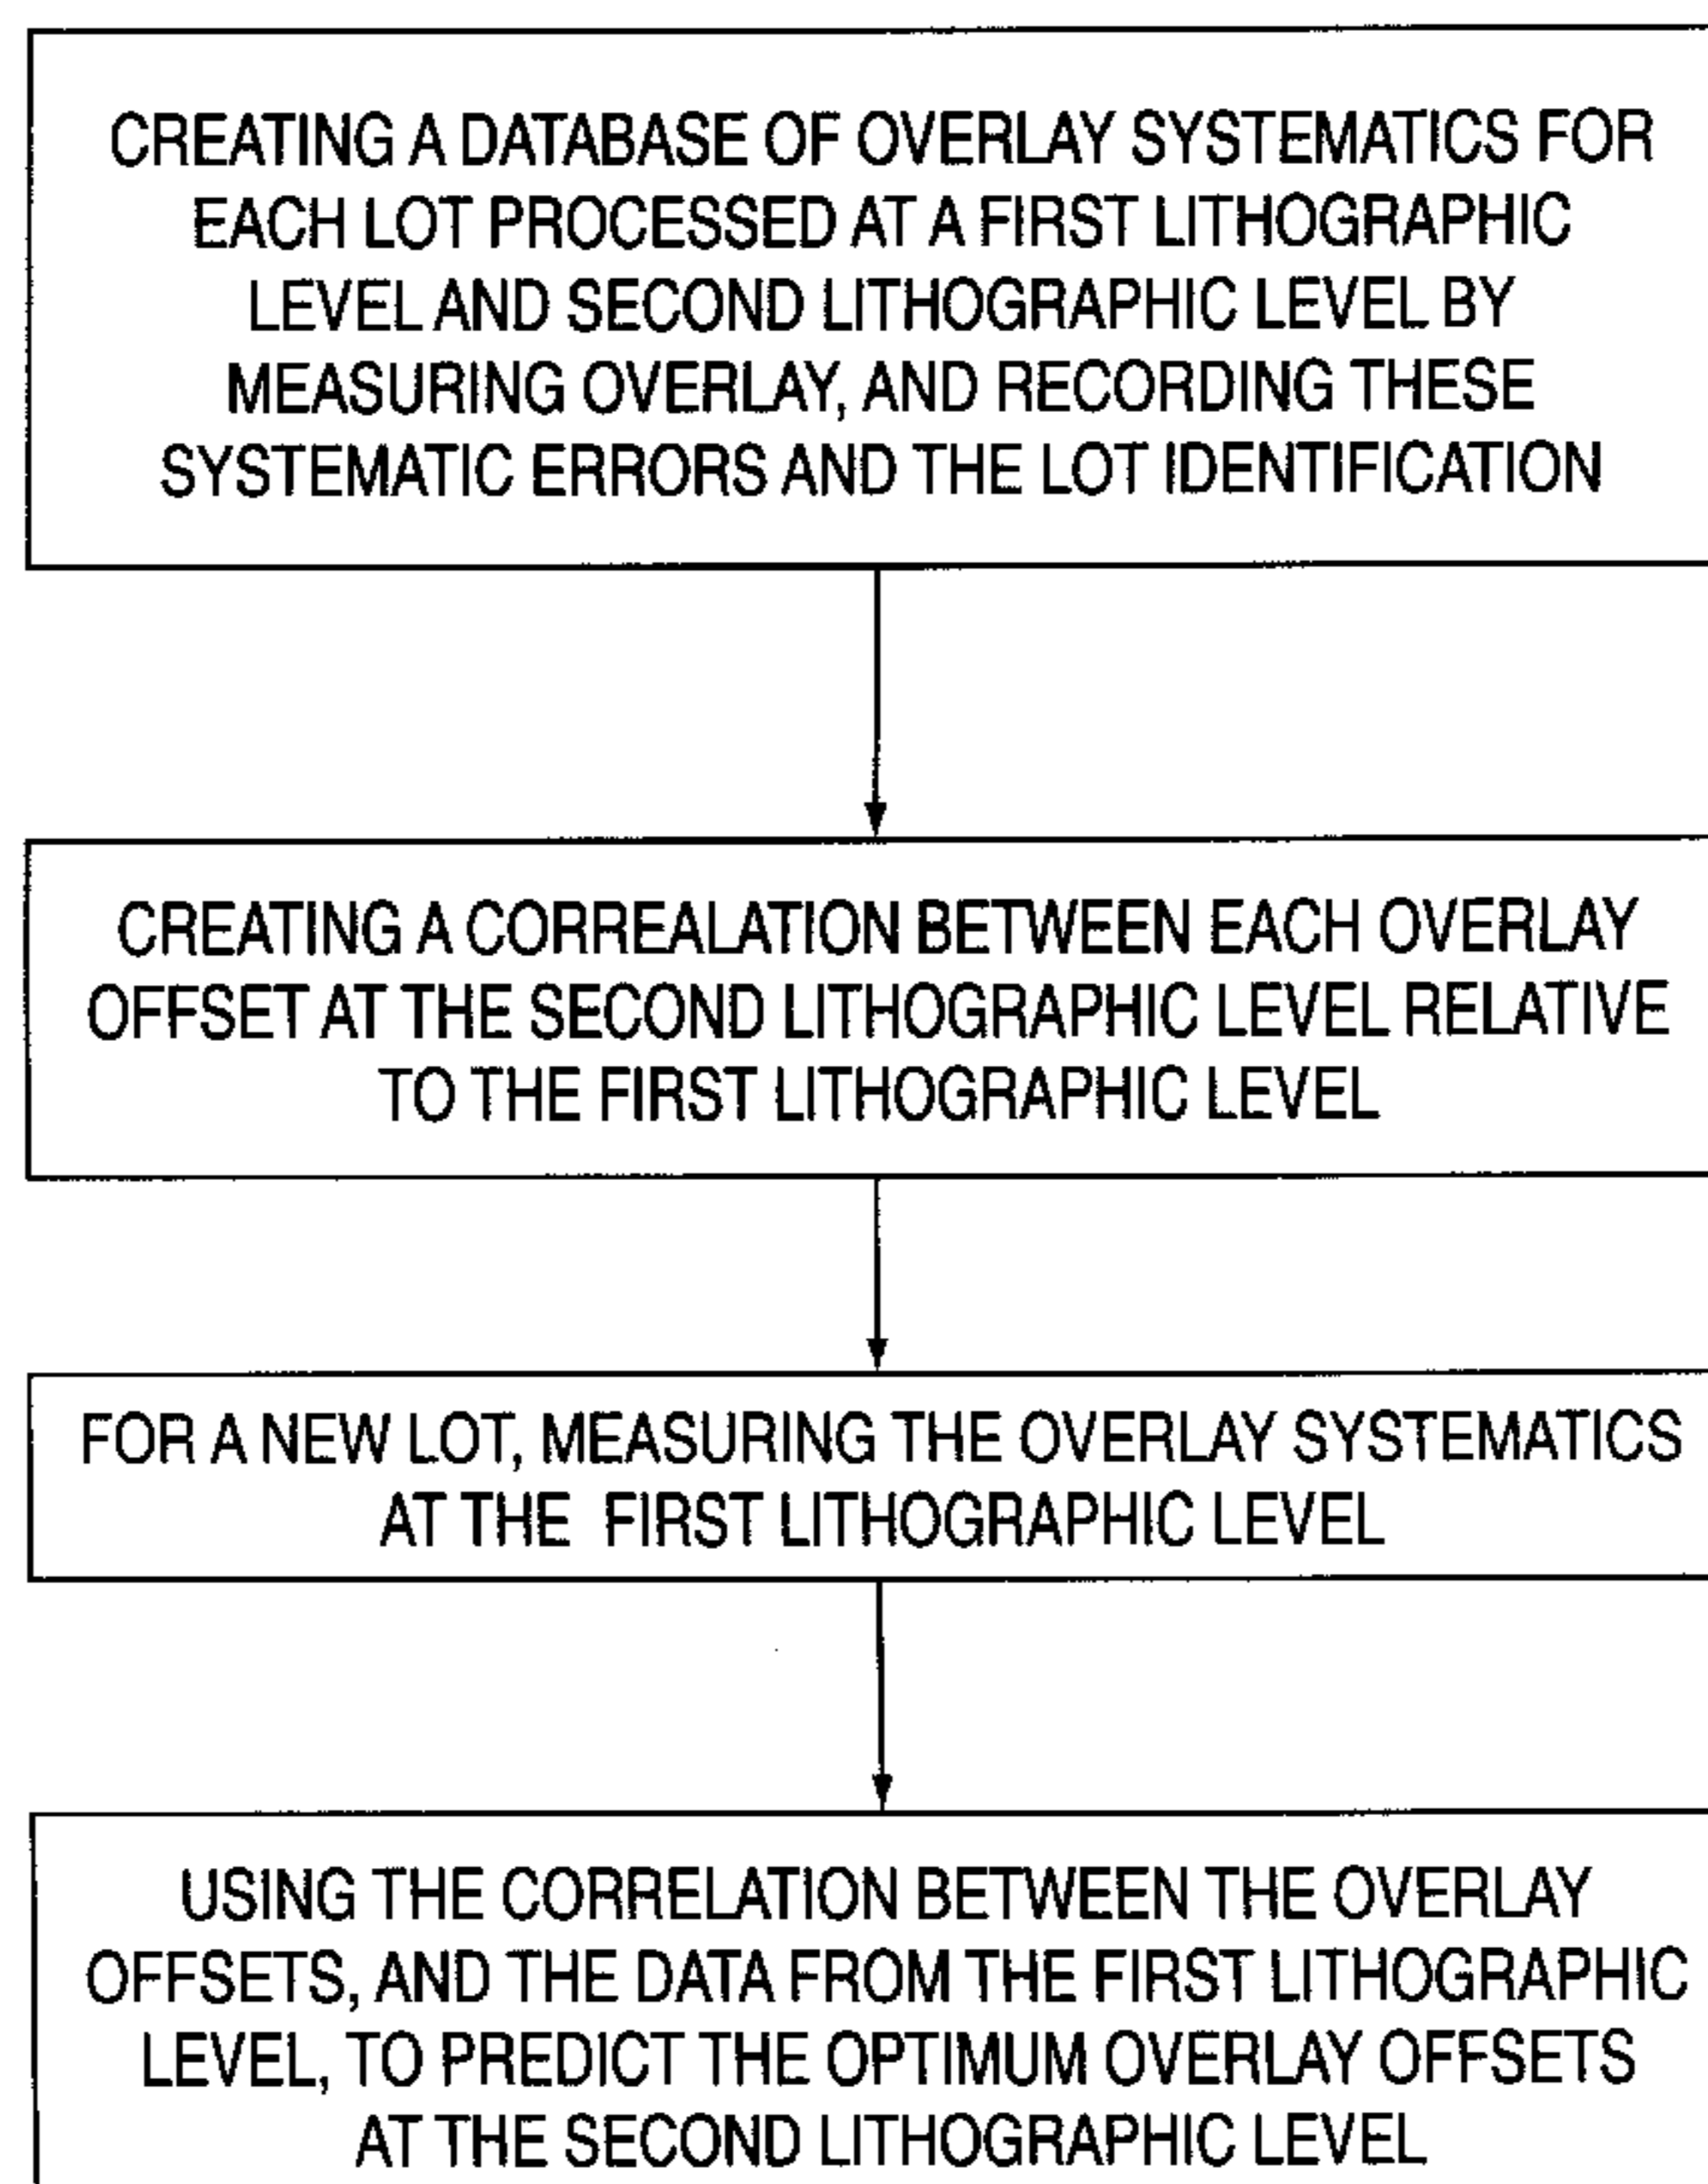 CREATING A DATABASE OF OVERLAY SYSTEMATICS FOR
EACH LOT PROCESSED AT A FIRST LITHOGRAPHIC
LEVEL AND SECOND LITHOGRAPHIC LEVEL BY
MEASURING OVERLAY, AND RECORDING THESE
SYSTEMATIC ERRORS AND THE LOT IDENTIFICATION
CREATING A CORREALATION BETWEEN EACH OVERLAY
OFFSET AT THE SECOND LITHOGRAPHIC LEVEL RELATIVE
TO THE FIRST LITHOGRAPHIC LEVEL
FOR A NEW LOT, MEASURING THE OVERLAY SYSTEMATICS
AT THE FIRST LITHOGRAPHIC LEVEL
USING THE CORRELATION BETWEEN THE OVERLAY
OFFSETS, AND THE DATA FROM THE FIRST LITHOGRAPHIC
LEVEL, TO PREDICT THE OPTIMUM OVERLAY OFFSETS
AT THE SECOND LITHOGRAPHIC LEVEL